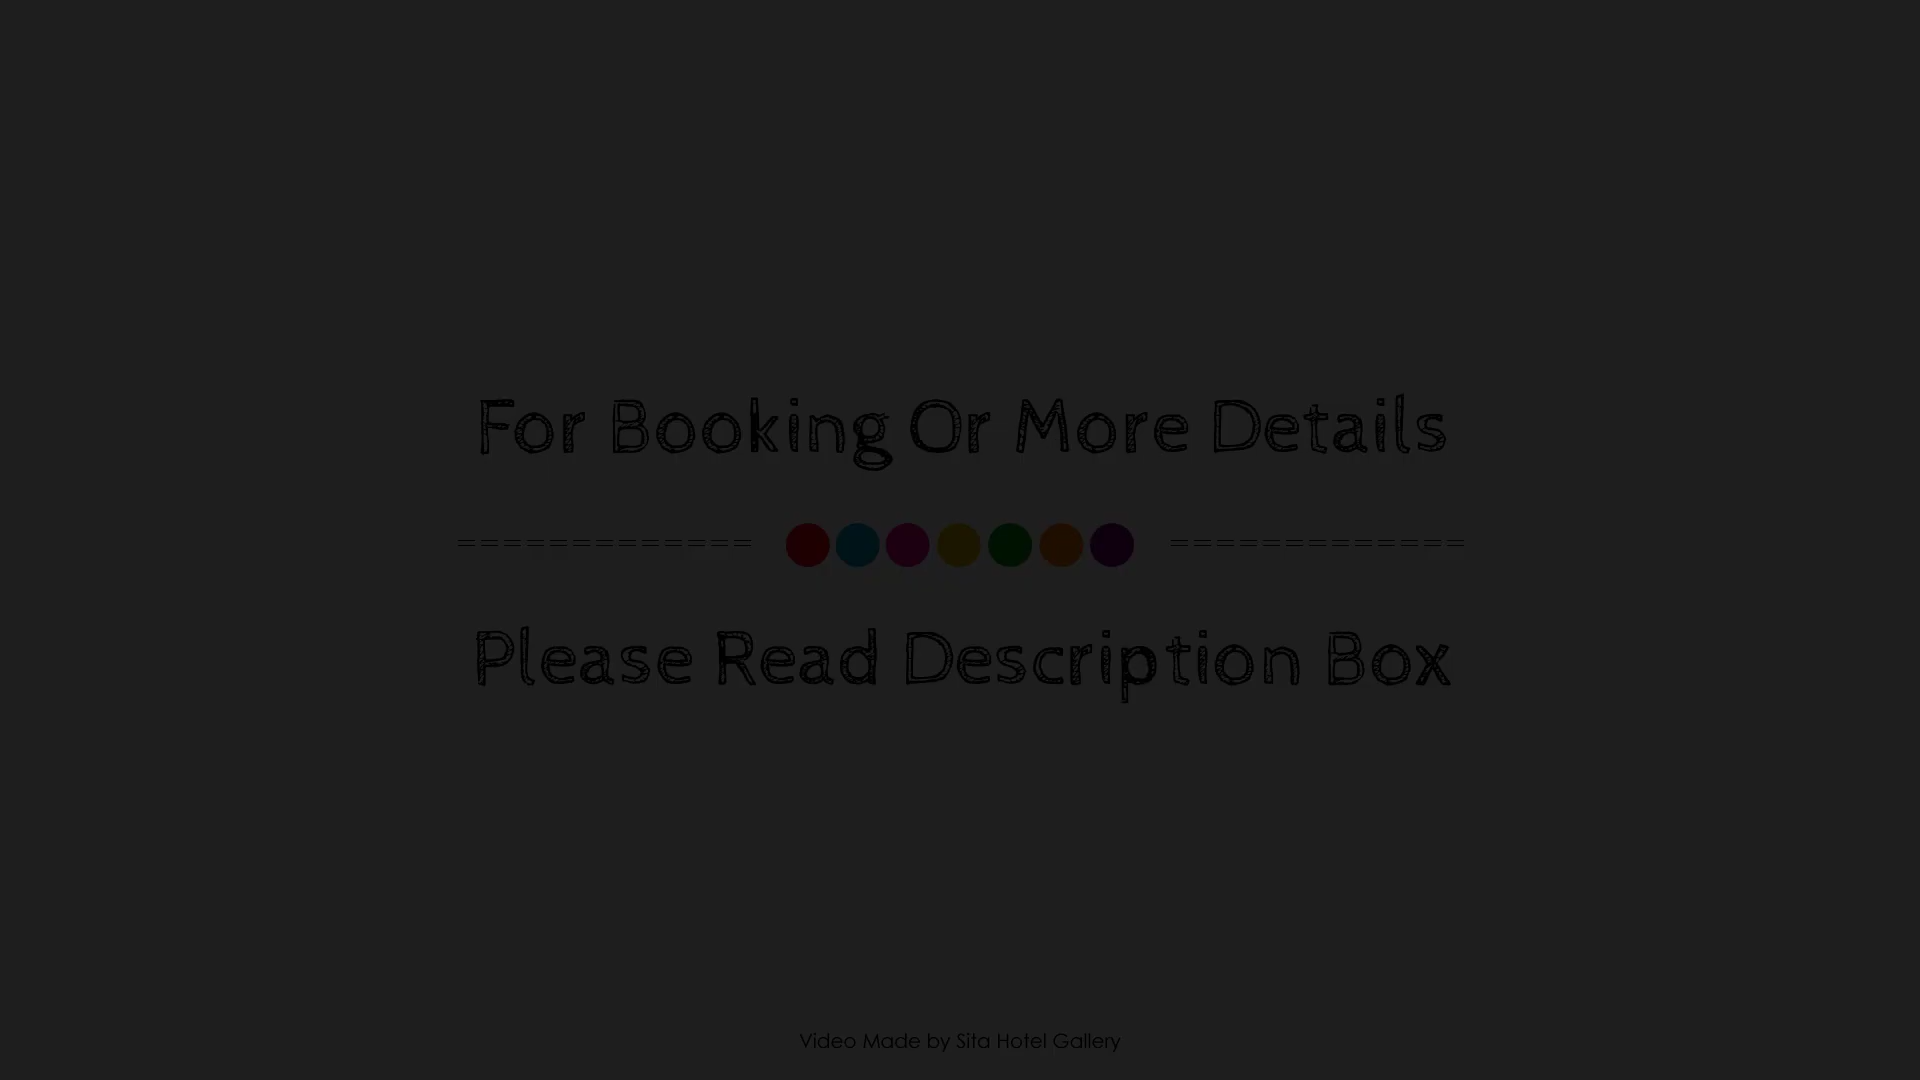 For Booking Or More Details
============= =============
Please Read Description Box
Video Made by Sita Hotel Gallery